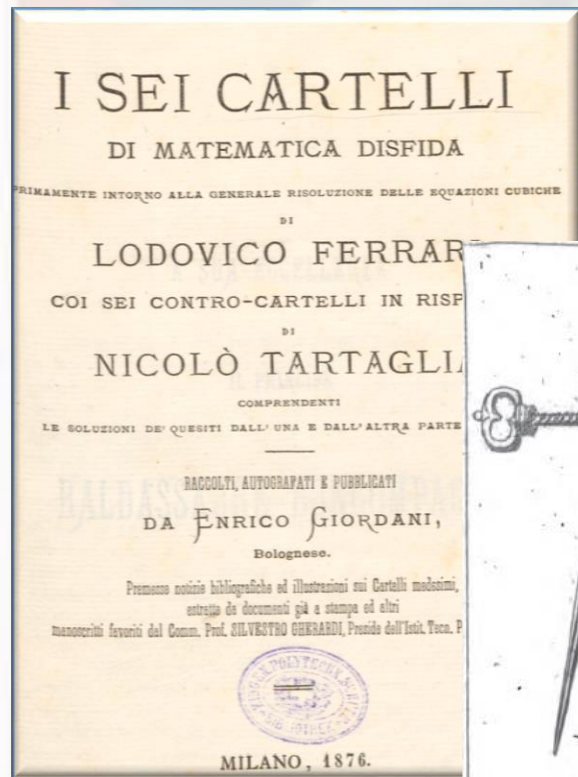 I SEI CARTELLI
DI MATEMATICA DISFIDA
PRIMAMENTE INTORNO ALLA GENERALE RISOLUZIONE DELLE EQUAZIONI CUBICHE
DI
LODOVICO FERRAR
COI SEI CONTRO-CARTELLI IN RISP
DI
NICOLÒ TARTAGLI
COMPRENDENTI
LE SOLUZIONI DE' QUESITI DALL' UNA E DALL'ALTRA PARTE
RACCOLTI, AUTOGRAFATI E PUBBLICATI
DA ENRICO GIORDANI,
Bolognese.
Premesse notizie bibliografiche ed illustrazioni sui Cartelli medesimi,
estratte da documenti già a stampa ed altri
manoscritti favoriti dal Comm. Prof. SILVESTRO GHERARDI, Preside dell'Istit. Tecn. P
MILANO, 1876.